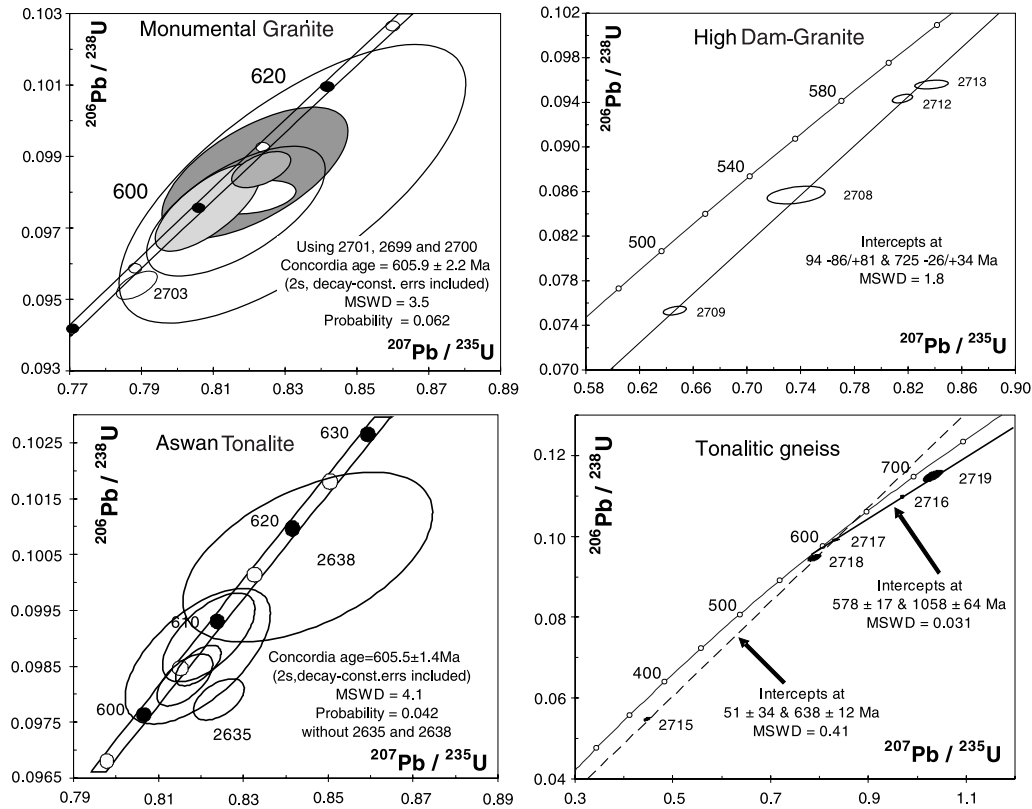 Monumental Granite
206Pb / 238U
0.103
0.101
0.099
0.097
0.095
0.093
620
600
2703
Using 2701, 2699 and 2700
Concordia age = 605.9 ± 2.2 Ma
(2s, decay-const. errs included)
MSWD = 3.5
Probability = 0.062
207Pb / 235U
0.77
0.79
0.81
0.83
0.85
0.87
0.89
High Dam-Granite
206Pb / 238U
0.102
0.098
0.094
0.090
0.086
0.082
0.078
0.074
0.070
580
540
500
2713
2712
2708
2709
Intercepts at
94 -86/+81 & 725 -26/+34 Ma
MSWD = 1.8
207Pb / 235U
0.58
0.62
0.66
0.70
0.74
0.78
0.82
0.86
0.90
Aswan Tonalite
206Pb / 238U
0.1025
0.1015
0.1005
0.0995
0.0985
0.0975
0.0965
630
620
610
600
2638
2635
Concordia age=605.5±1.4Ma
(2s,decay-const.errs included)
MSWD = 4.1
Probability = 0.042
without 2635 and 2638
207Pb / 235U
0.79
0.81
0.83
0.85
0.87
0.89
Tonalitic gneiss
206Pb / 238U
0.12
0.10
0.08
0.06
0.04
700
600
500
400
2719
2716
2717
2718
2715
Intercepts at
578 ± 17 & 1058 ± 64 Ma
MSWD = 0.031
Intercepts at
51 ± 34 & 638 ± 12 Ma
MSWD = 0.41
207Pb / 235U
0.3
0.4
0.5
0.6
0.7
0.8
0.9
1.0
1.1